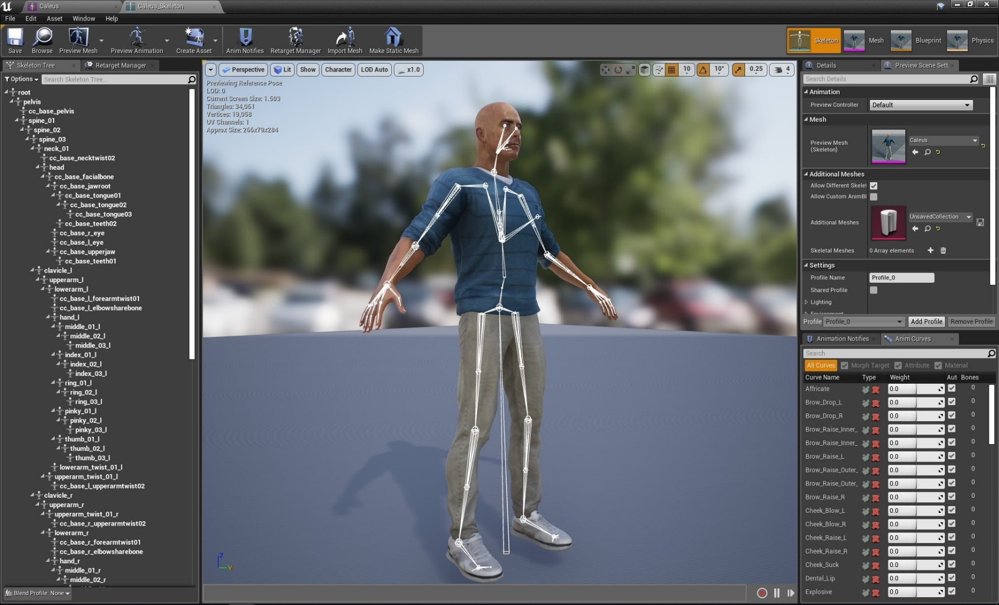 Caleus
Caleus_Skeleton
File Edit Asset Window Help
Save Browse Preview Mesh Preview Animation Create Asset Anim Notifies Retarget Manager Import Mesh Make Static Mesh
Skeleton Mesh Blueprint Physics
Skeleton Tree Retarget Manager
Options Search Skeleton Tree...
root
pelvis
cc_base_pelvis
spine_01
spine_02
spine_03
neck_01
cc_base_necktwist02
head
cc_base_facialbone
cc_base_jawroot
cc_base_tongue01
cc_base_tongue02
cc_base_tongue03
cc_base_teeth02
cc_base_r_eye
cc_base_l_eye
cc_base_upperjaw
cc_base_teeth01
clavicle_l
upperarm_l
lowerarm_l
cc_base_l_forearmtwist01
cc_base_l_elbowsharebone
hand_l
middle_01_l
middle_02_l
middle_03_l
index_01_l
index_02_l
index_03_l
ring_01_l
ring_02_l
ring_03_l
pinky_01_l
pinky_02_l
pinky_03_l
thumb_01_l
thumb_02_l
thumb_03_l
lowerarm_twist_01_l
upperarm_twist_01_l
cc_base_l_upperarmtwist02
clavicle_r
upperarm_r
upperarm_twist_01_r
cc_base_r_upperarmtwist02
lowerarm_r
cc_base_r_forearmtwist01
cc_base_r_elbowsharebone
hand_r
middle_01_r
middle_02_r
Blend Profile: None
Perspective Lit Show Character LOD Auto x1.0
10 10° 0.25 4
Previewing Reference Pose
LOD: 0
Current Screen Size: 1.503
Triangles: 34,061
Vertices: 19,058
UV Channels: 1
Approx Size: 266x79x284
Z
Y
Details Preview Scene Sett
Search Details
Animation
Preview Controller Default
Mesh
Preview Mesh (Skeleton) Caleus
Additional Meshes
Allow Different Skelet
Allow Custom AnimBl
Additional Meshes UnsavedCollection
Skeletal Meshes 0 Array elements
Settings
Profile Name Profile_0
Shared Profile
Lighting
Environment
Profile Profile_0 Add Profile Remove Profile
Animation Notifies Anim Curves
Search
All Curves Morph Target Attribute Material
Curve Name Type Weight Aut Bones
Affricate 0.0 0
Brow_Drop_L 0.0 0
Brow_Drop_R 0.0 0
Brow_Raise_Inner_ 0.0 0
Brow_Raise_Inner_ 0.0 0
Brow_Raise_L 0.0 0
Brow_Raise_Outer_ 0.0 0
Brow_Raise_Outer_ 0.0 0
Brow_Raise_R 0.0 0
Cheek_Blow_L 0.0 0
Cheek_Blow_R 0.0 0
Cheek_Raise_L 0.0 0
Cheek_Raise_R 0.0 0
Cheek_Suck 0.0 0
Dental_Lip 0.0 0
Explosive 0.0 0